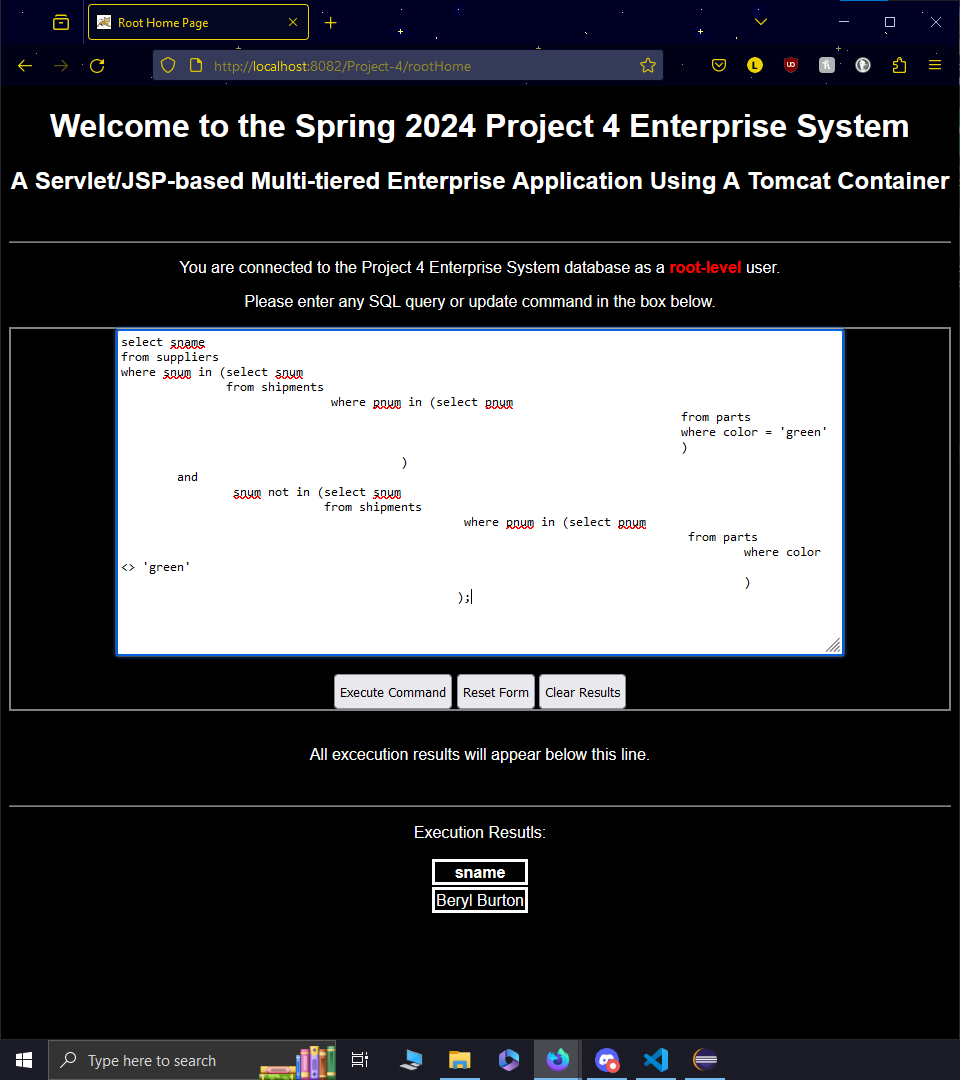 Root Home Page
http://localhost:8082/Project-4/rootHome
L
UD
Welcome to the Spring 2024 Project 4 Enterprise System
A Servlet/JSP-based Multi-tiered Enterprise Application Using A Tomcat Container
You are connected to the Project 4 Enterprise System database as a root-level user.
Please enter any SQL query or update command in the box below.
select sname
from suppliers
where snum in (select snum
from shipments
where pnum in (select pnum
from parts
where color = 'green'
)
)
and
snum not in (select snum
from shipments
where pnum in (select pnum
from parts
where color
<> 'green'
)
);
Execute Command Reset Form Clear Results
All excecution results will appear below this line.
Execution Resutls:
sname
Beryl Burton
Type here to search